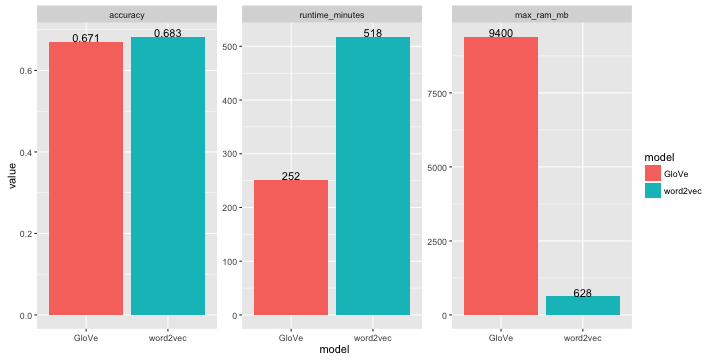 accuracy
runtime_minutes
max_ram_mb
value
0.6
0.4
0.2
0.0
0.671
0.683
GloVe
word2vec
500
400
300
200
100
0
252
518
GloVe
word2vec
7500
5000
2500
0
9400
628
GloVe
word2vec
model
model
GloVe
word2vec